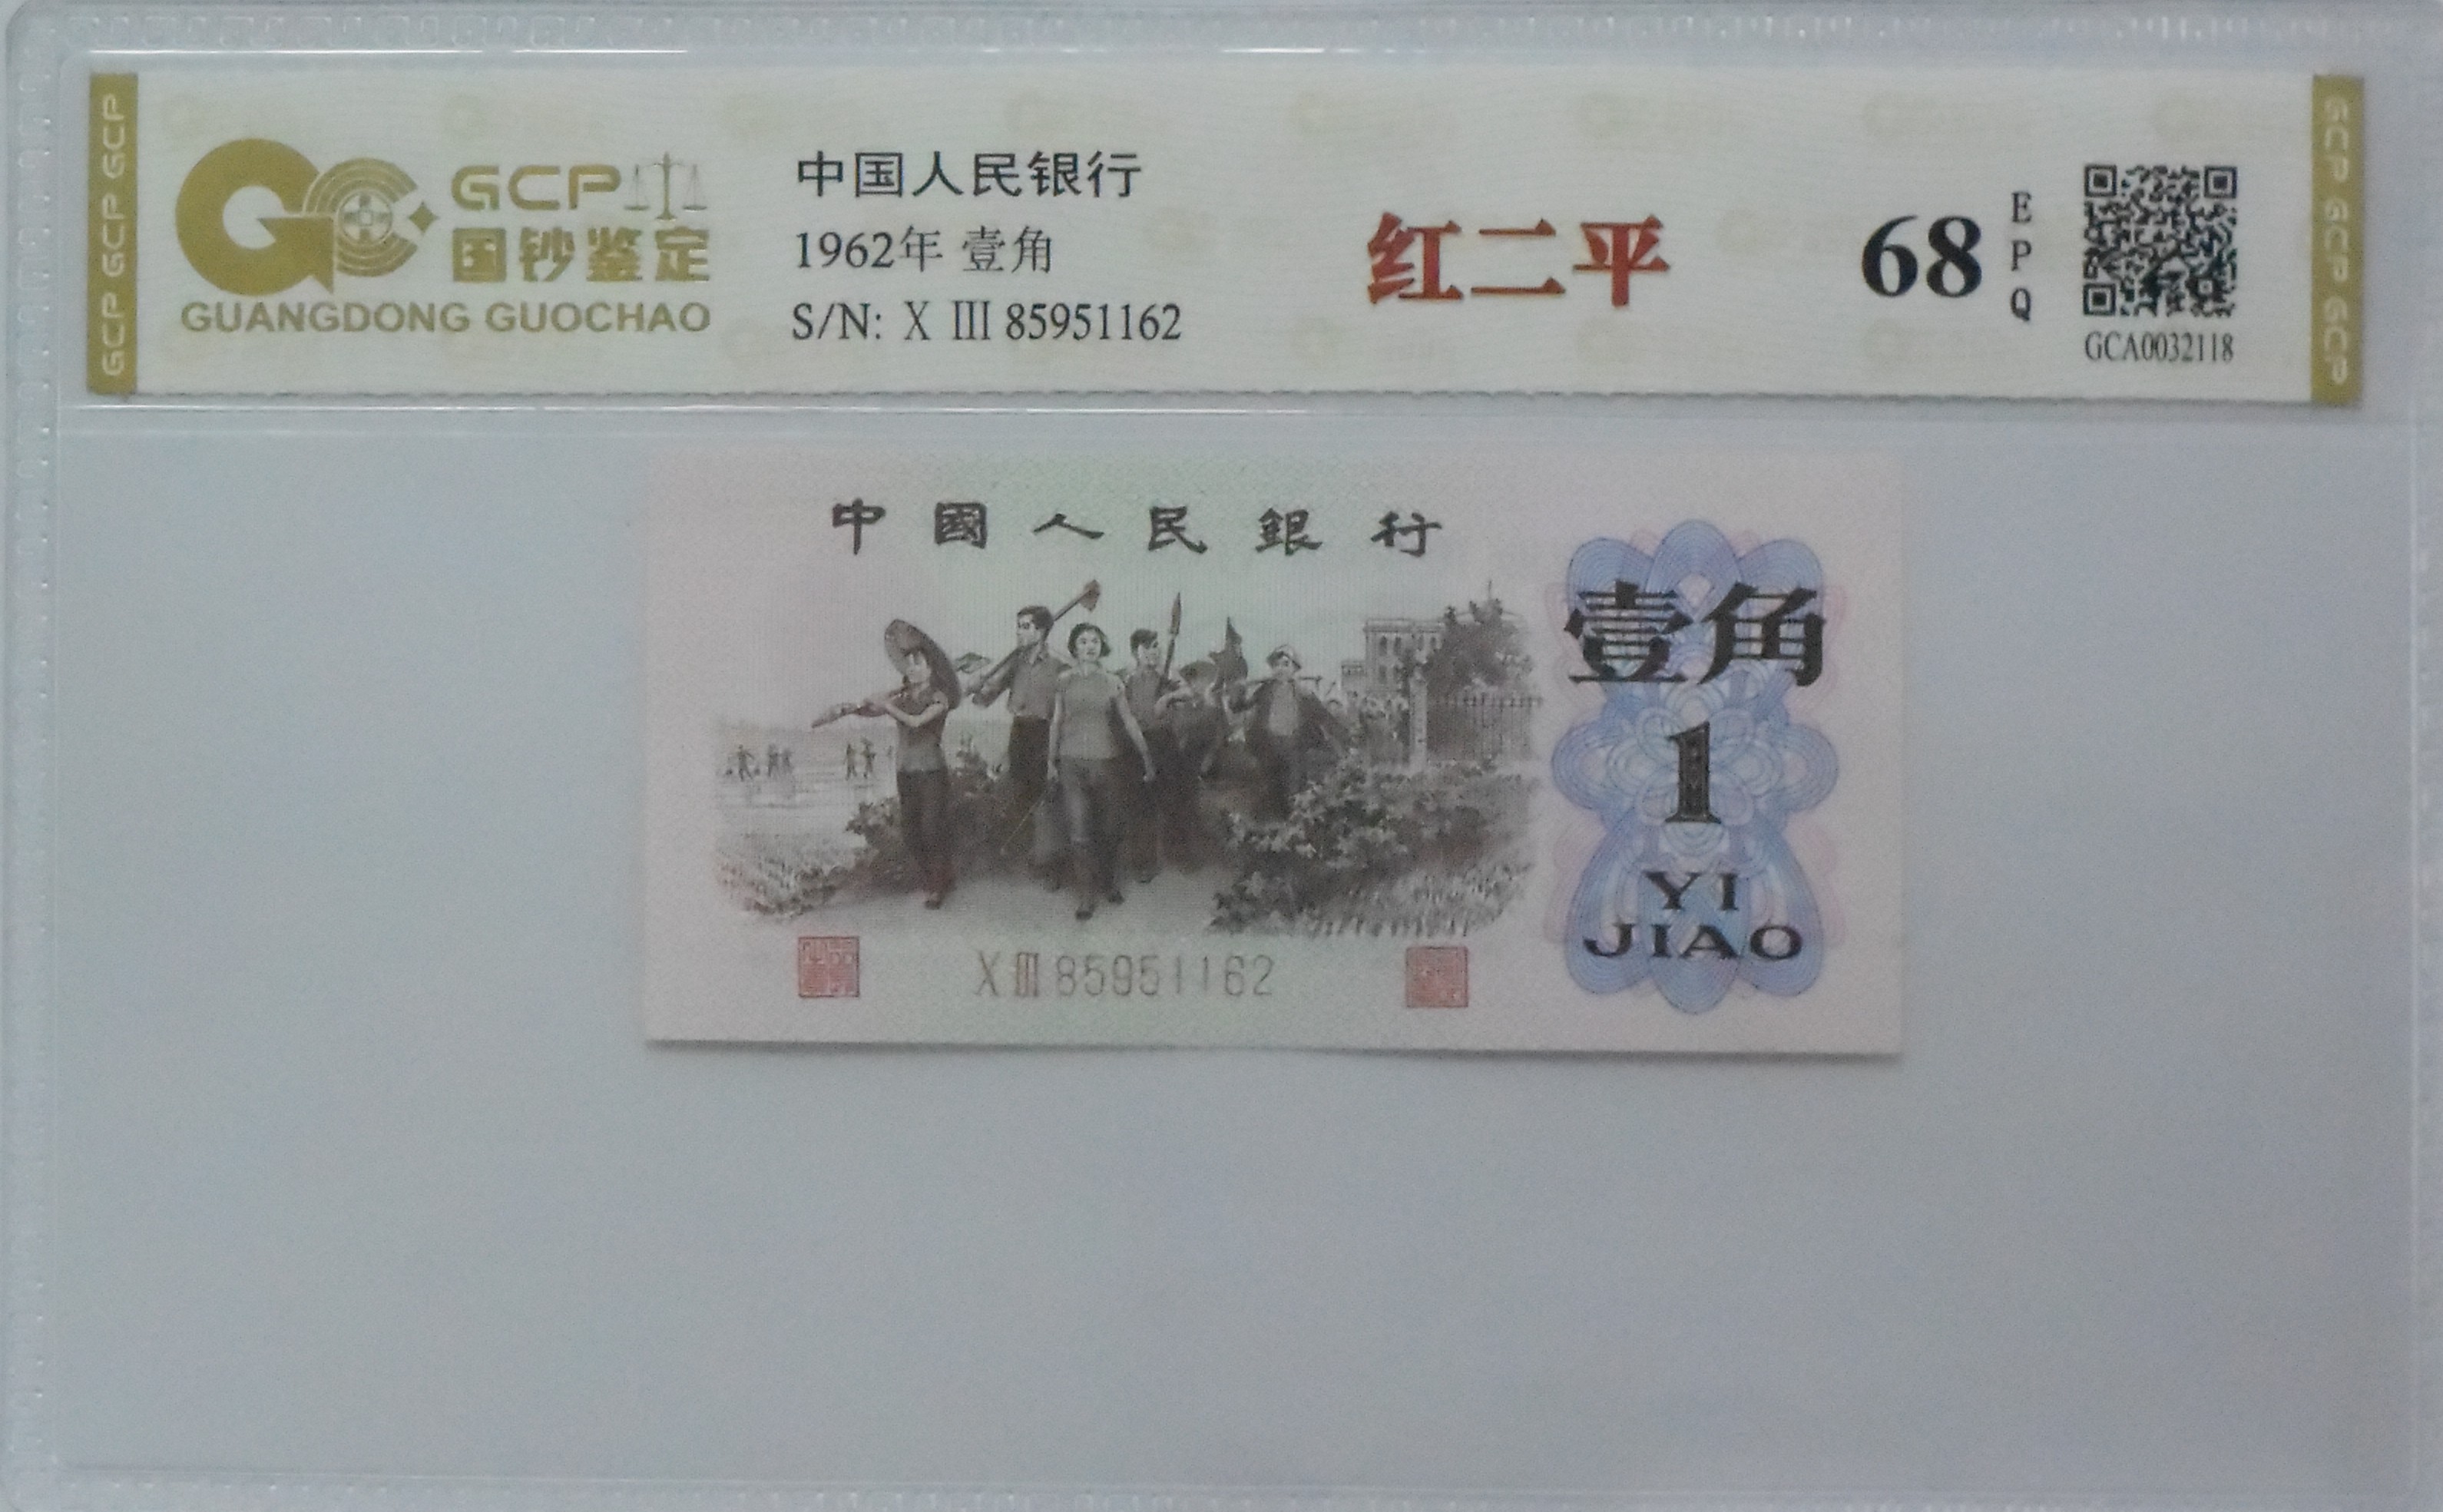 GCP GCP GCP
GCP
国钞鉴定
GUANGDONG GUOCHAO
中国人民银行
1962年 壹角
S/N: X III 85951162
红二平
68
EPQ
GCA0032118
GCP GCP GCP
中國人民銀行
壹角
1
YI
JIAO
X III 85951162